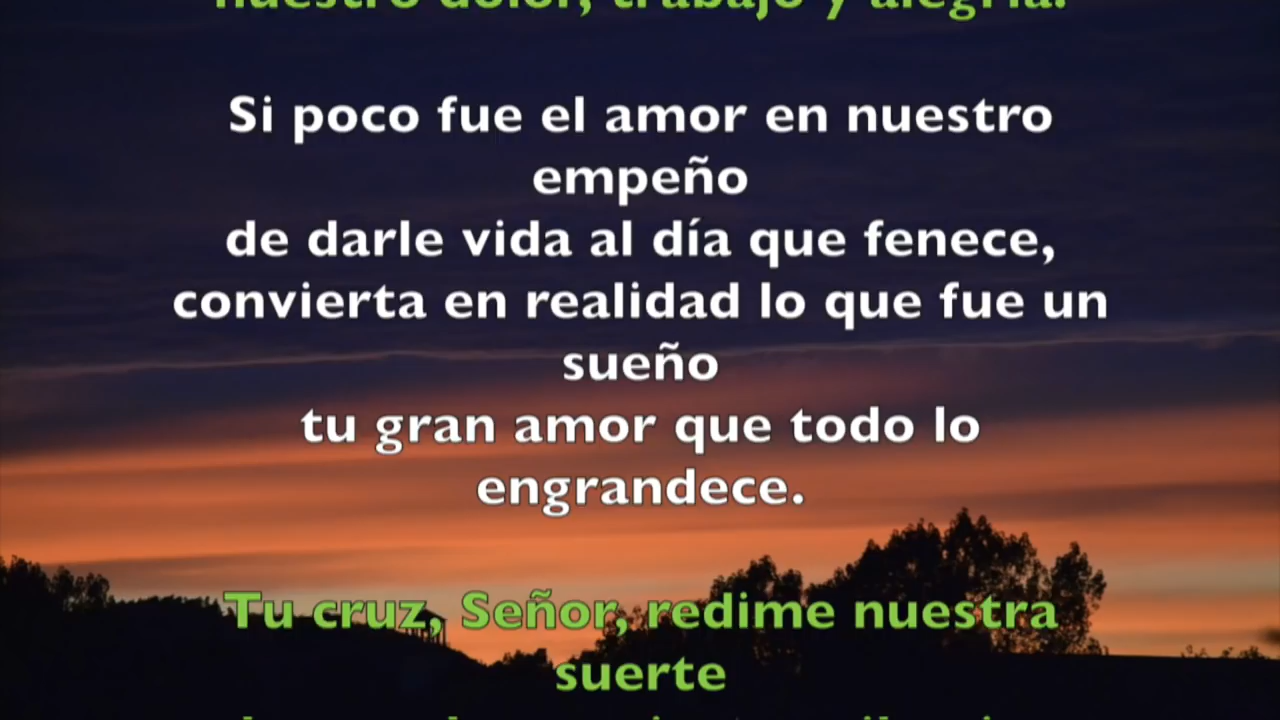 nuestro dolor, trabajo y alegría.
Si poco fue el amor en nuestro
empeño
de darle vida al día que fenece,
convierta en realidad lo que fue un
sueño
tu gran amor que todo lo
engrandece.
Tu cruz, Señor, redime nuestra
suerte